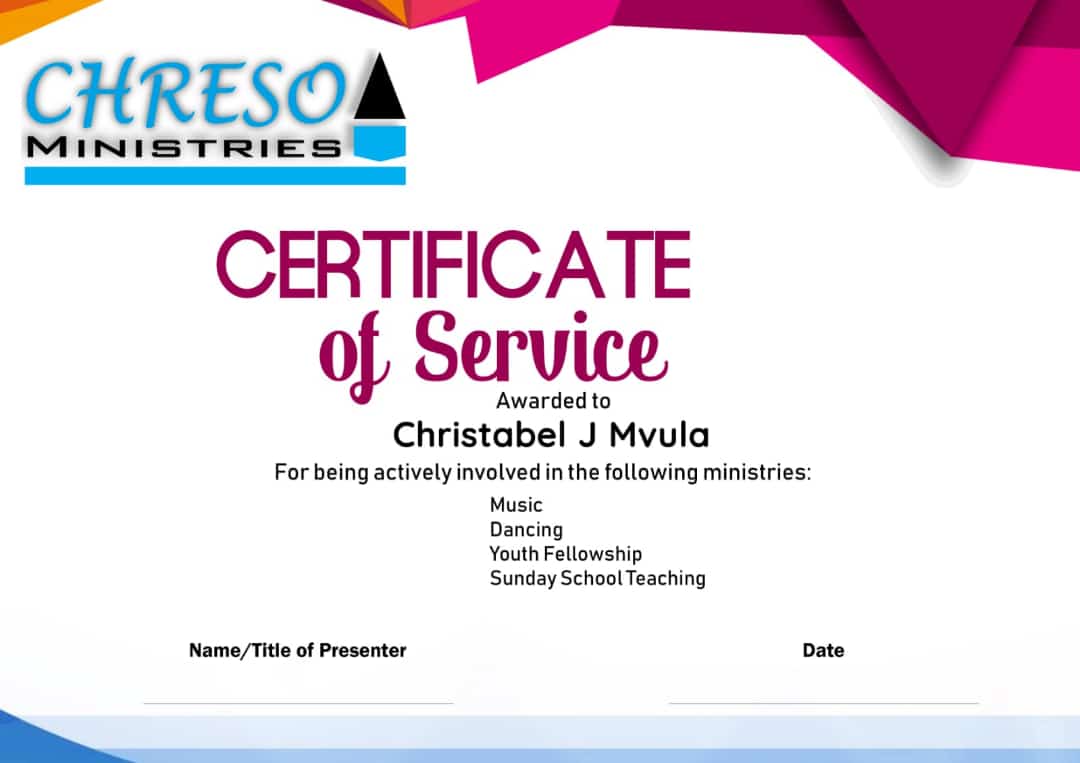 CHRESO
MINISTRIES
CERTIFICATE
of Service
Awarded to
Christabel J Mvula
For being actively involved in the following ministries:
Music
Dancing
Youth Fellowship
Sunday School Teaching
Name/Title of Presenter
Date